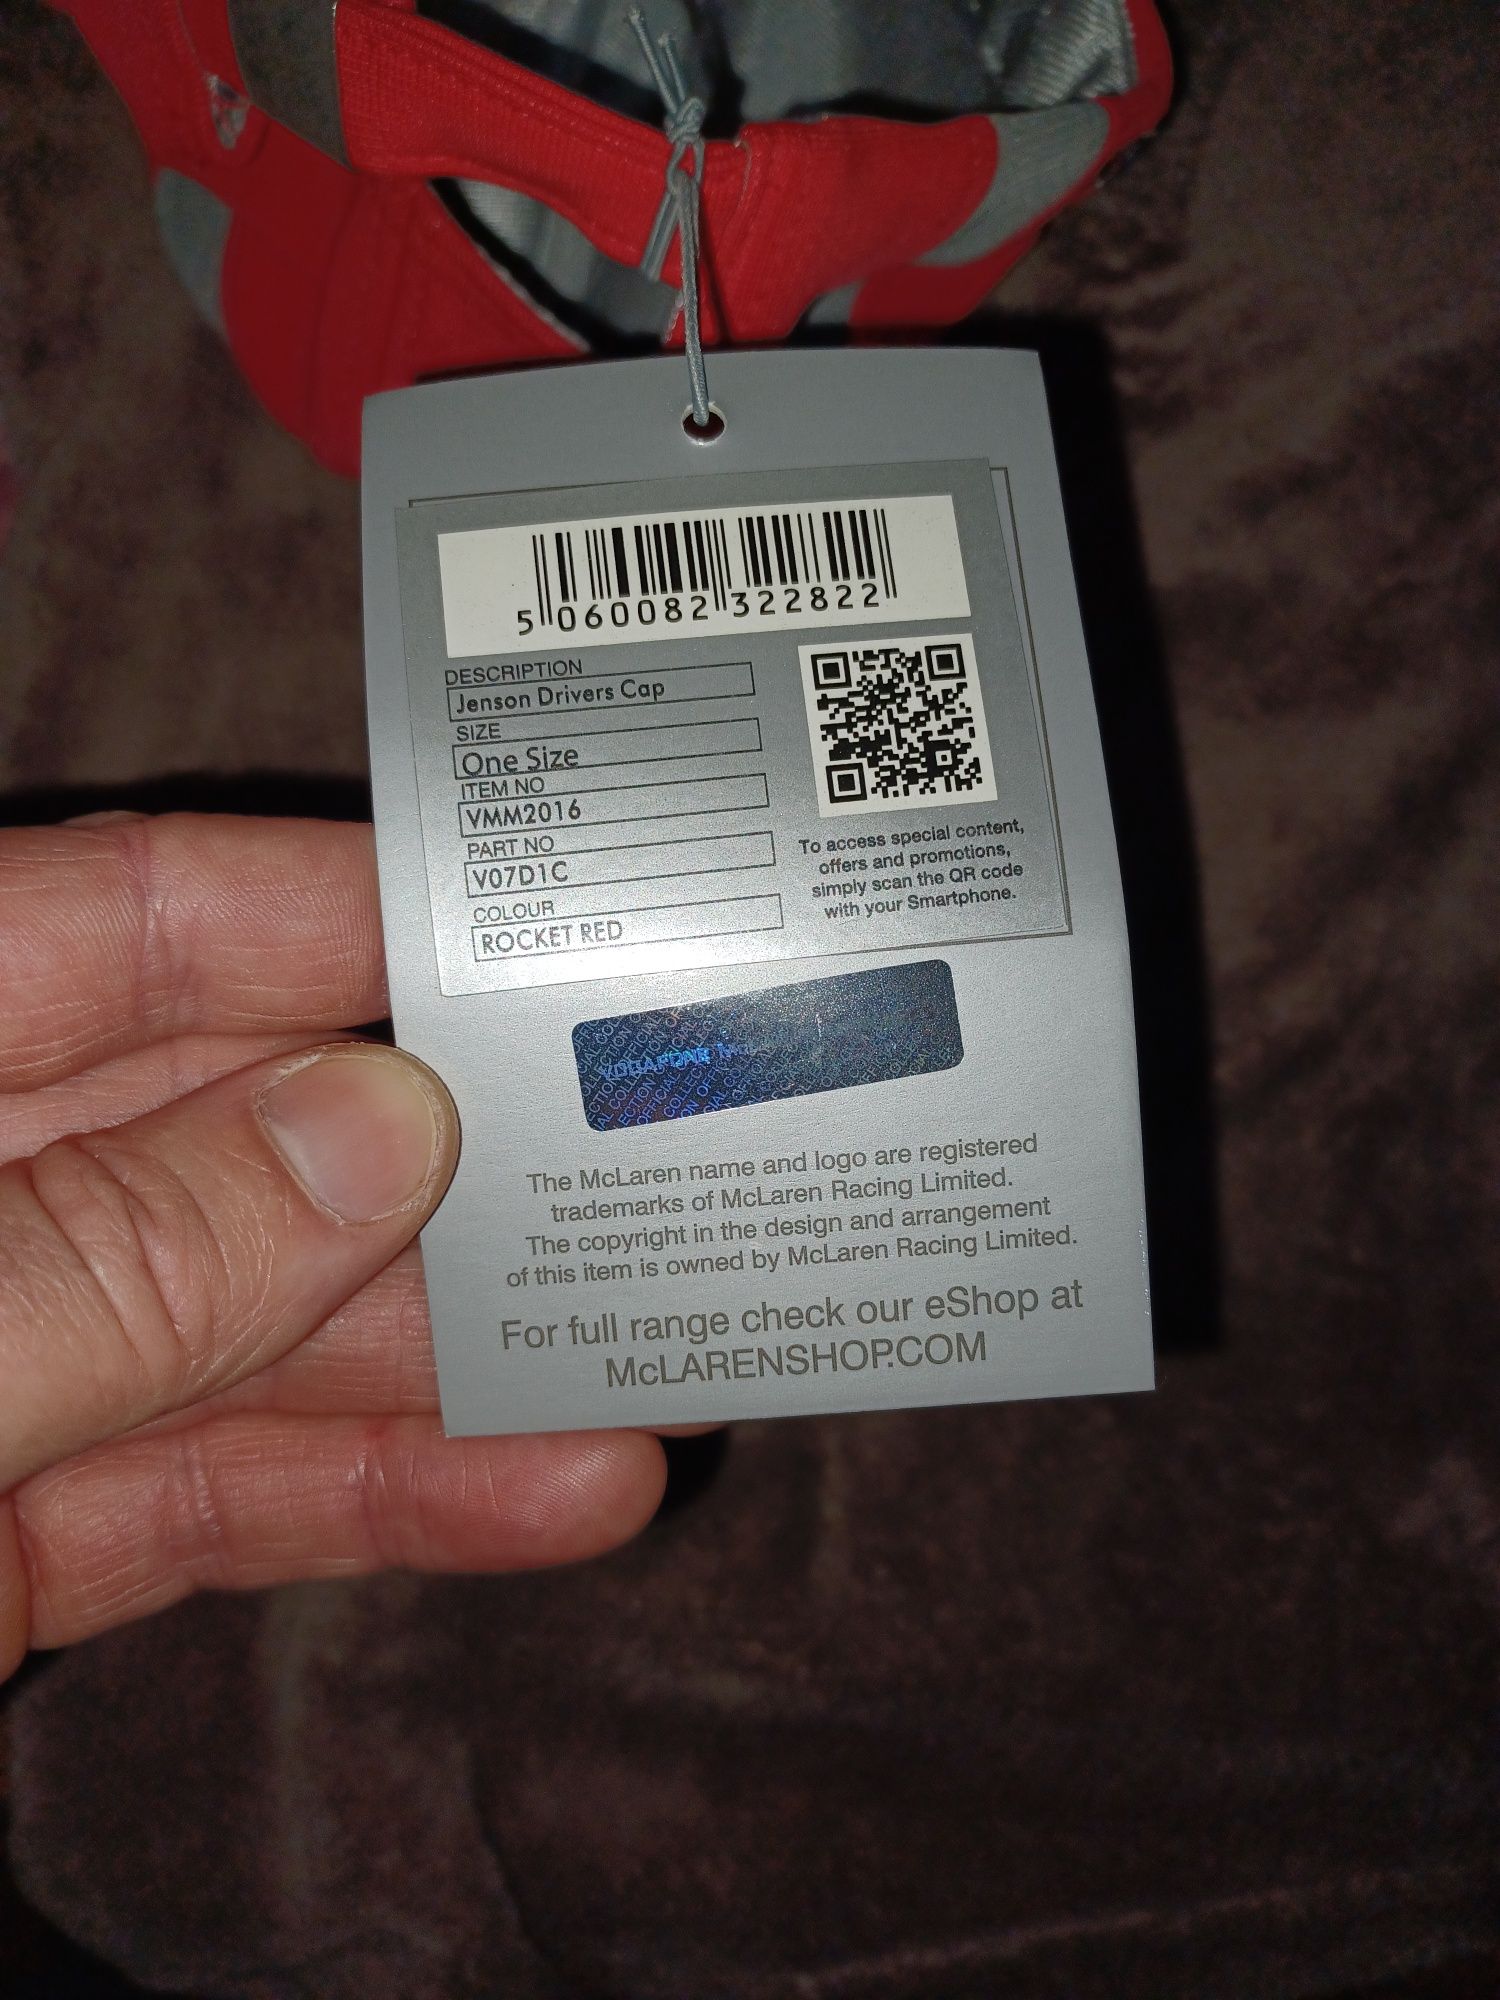 5 060082 322822
DESCRIPTION
Jenson Drivers Cap
SIZE
One Size
ITEM NO
VMM2016
PART NO
V07D1C
COLOUR
ROCKET RED
To access special content,
offers and promotions,
simply scan the QR code
with your Smartphone.
The McLaren name and logo are registered
trademarks of McLaren Racing Limited.
The copyright in the design and arrangement
of this item is owned by McLaren Racing Limited.
For full range check our eShop at
McLARENSHOP.COM